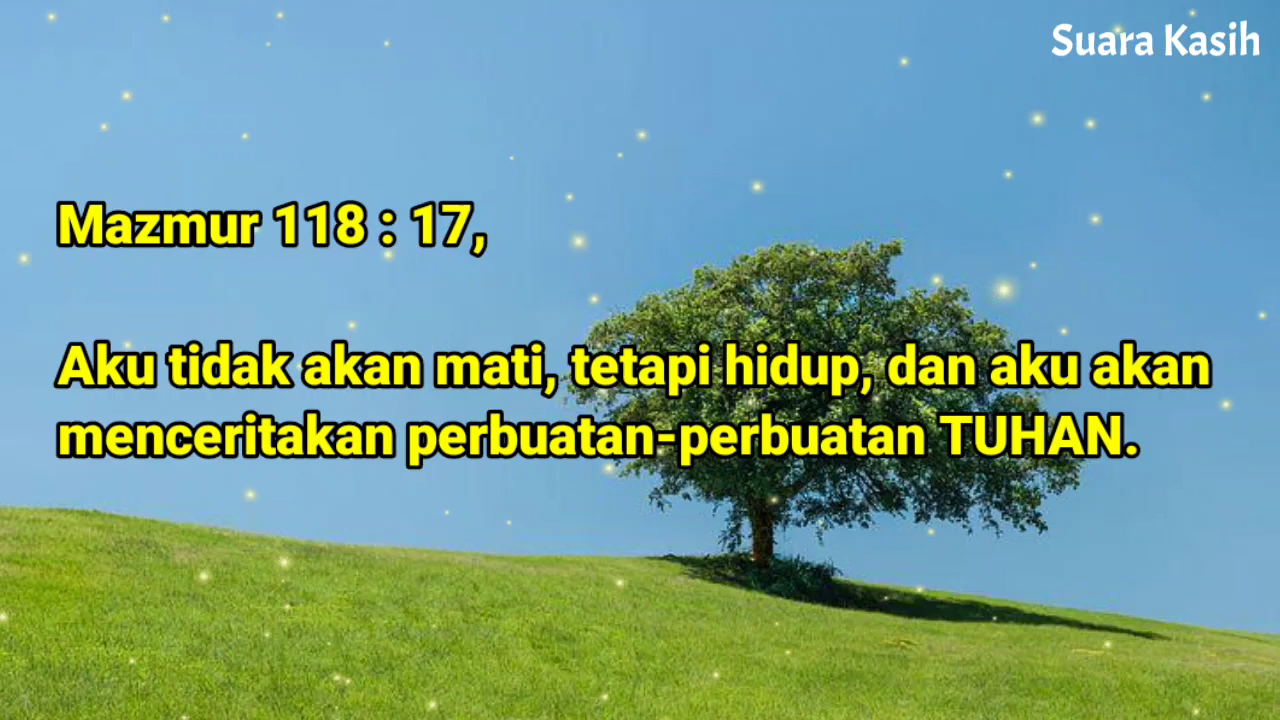 Suara Kasih
Mazmur 118 : 17,
Aku tidak akan mati, tetapi hidup, dan aku akan
menceritakan perbuatan-perbuatan TUHAN.